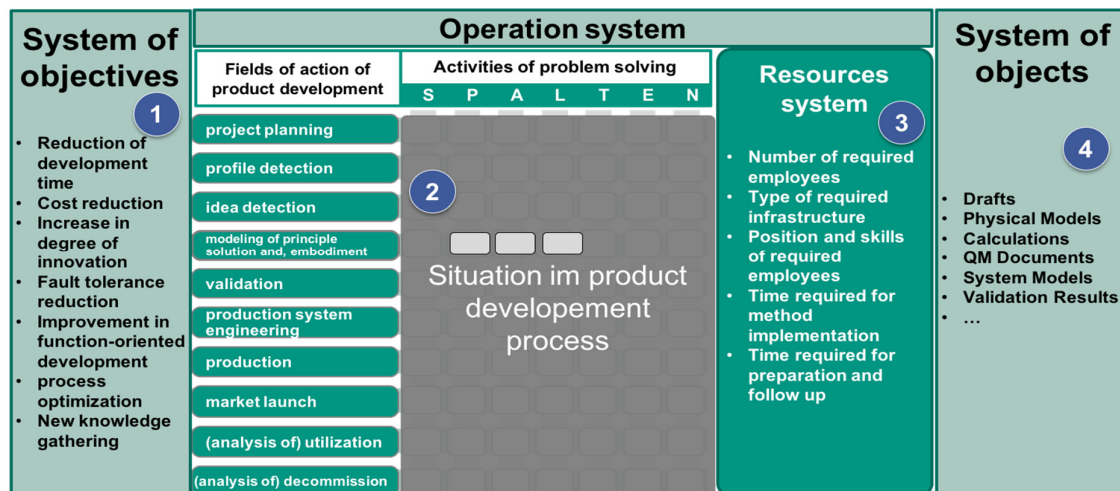 System of
objectives
1
• Reduction of
development
time
• Cost reduction
• Increase in
degree of
innovation
• Fault tolerance
reduction
• Improvement in
function-oriented
development
• process
optimization
• New knowledge
gathering
Operation system
Fields of action of
product development
Activities of problem solving
S P A L T E N
project planning
profile detection
idea detection
modeling of principle
solution and, embodiment
validation
production system
engineering
production
market launch
(analysis of) utilization
(analysis of) decommission
2
Situation im product
developement
process
Resources
system
3
• Number of required
employees
• Type of required
infrastructure
• Position and skills
of required
employees
• Time required for
method
implementation
• Time required for
preparation and
follow up
System of
objects
4
• Drafts
• Physical Models
• Calculations
• QM Documents
• System Models
• Validation Results
• …